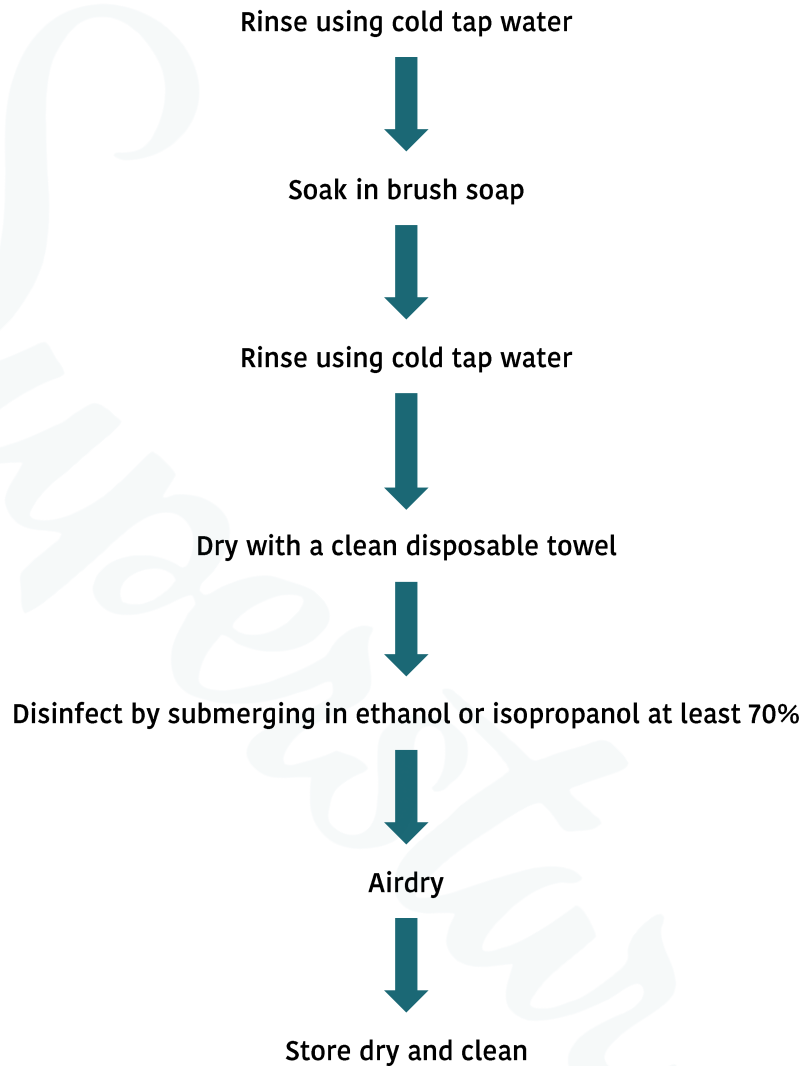 Rinse using cold tap water
Soak in brush soap
Rinse using cold tap water
Dry with a clean disposable towel
Disinfect by submerging in ethanol or isopropanol at least 70%
Airdry
Store dry and clean
Superstar